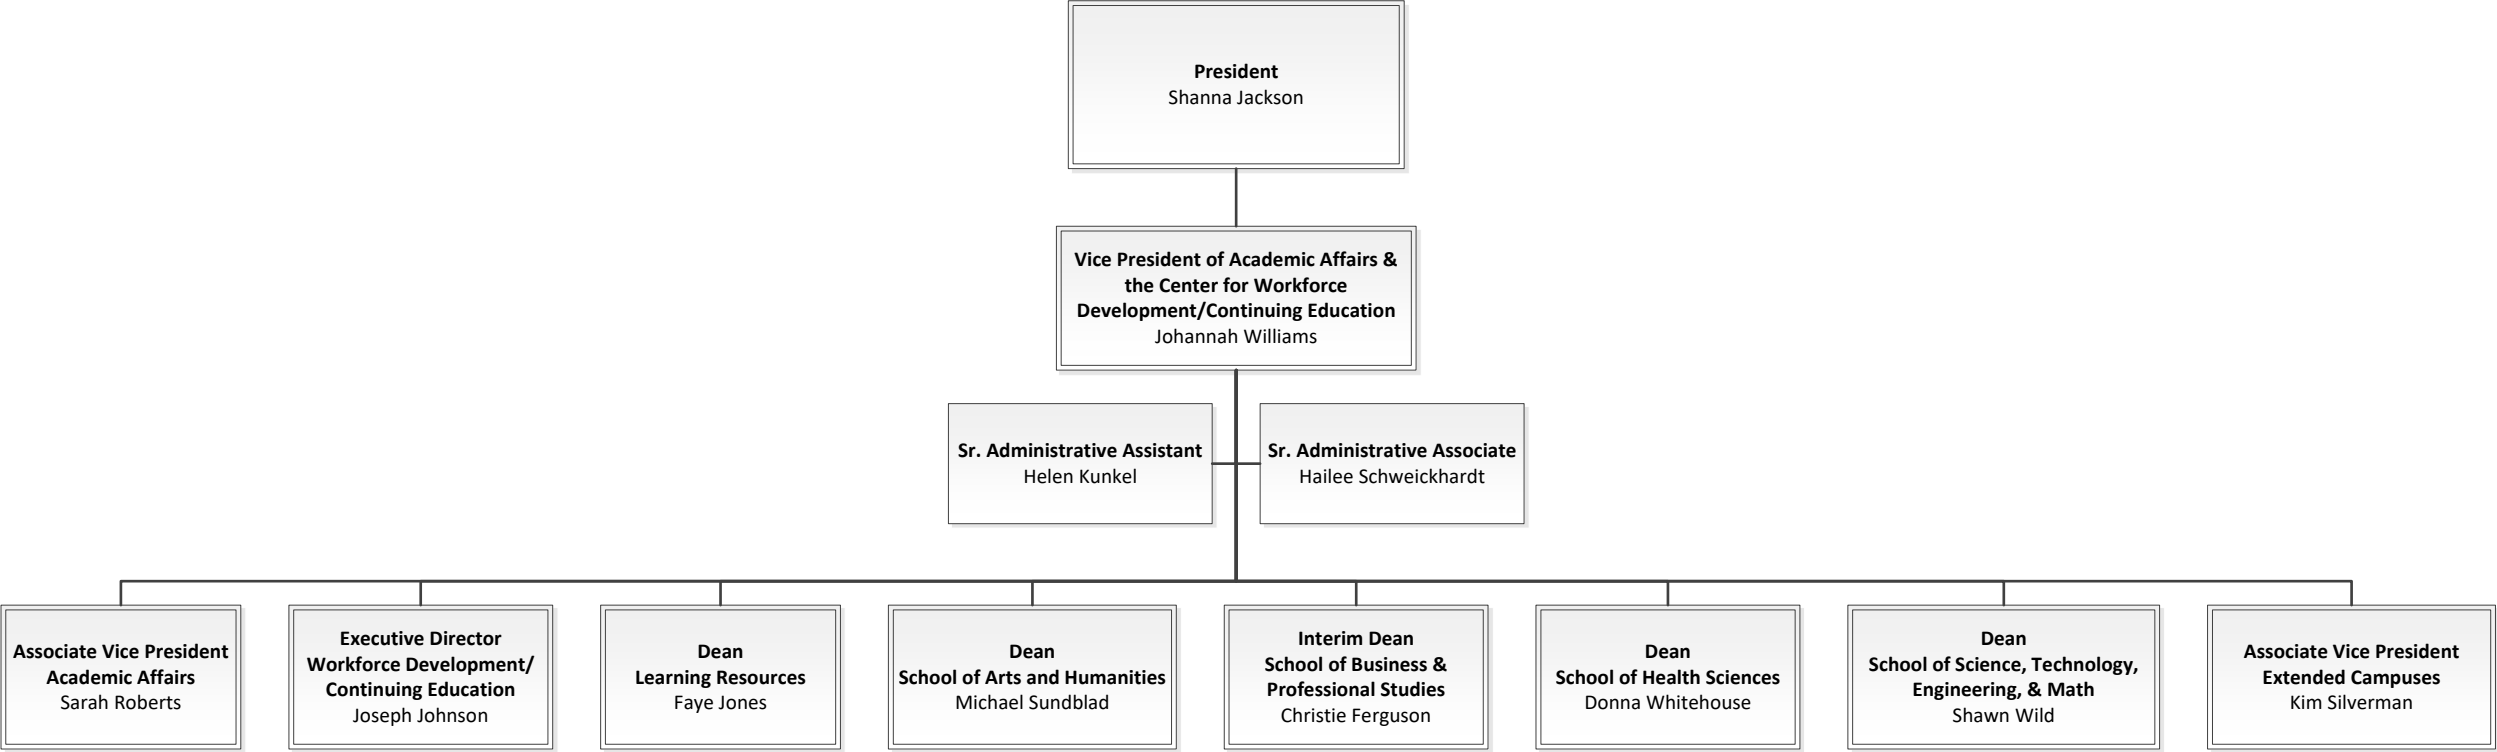 President
Shanna Jackson
Vice President of Academic Affairs &
the Center for Workforce
Development/Continuing Education
Johannah Williams
Sr. Administrative Assistant
Helen Kunkel
Sr. Administrative Associate
Hailee Schweickhardt
Associate Vice President
Academic Affairs
Sarah Roberts
Executive Director
Workforce Development/
Continuing Education
Joseph Johnson
Dean
Learning Resources
Faye Jones
Dean
School of Arts and Humanities
Michael Sundblad
Interim Dean
School of Business &
Professional Studies
Christie Ferguson
Dean
School of Health Sciences
Donna Whitehouse
Dean
School of Science, Technology,
Engineering, & Math
Shawn Wild
Associate Vice President
Extended Campuses
Kim Silverman